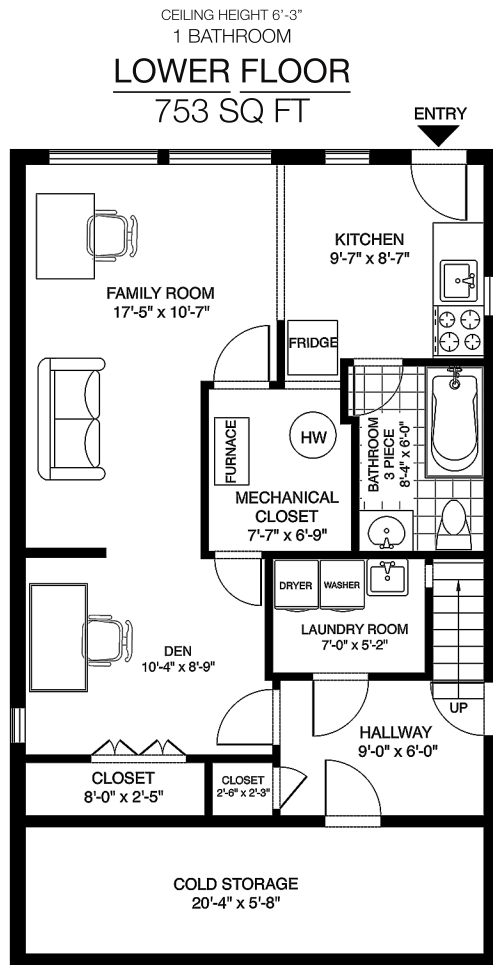 CEILING HEIGHT 6'-3"
1 BATHROOM
LOWER FLOOR
753 SQ FT
ENTRY
KITCHEN
9'-7" x 8'-7"
FAMILY ROOM
17'-5" x 10'-7"
FRIDGE
FURNACE
HW
BATHROOM
3 PIECE
8'-4" x 6'-0"
MECHANICAL
CLOSET
7'-7" x 6'-9"
DRYER
WASHER
LAUNDRY ROOM
7'-0" x 5'-2"
DEN
10'-4" x 8'-9"
UP
HALLWAY
9'-0" x 6'-0"
CLOSET
8'-0" x 2'-5"
CLOSET
2'-6" x 2'-3"
COLD STORAGE
20'-4" x 5'-8"